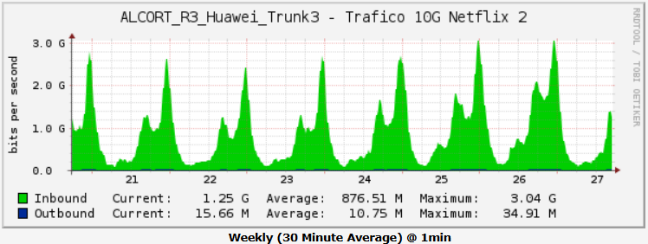 ALCORT_R3_Huawei_Trunk3 - Trafico 10G Netflix 2
RRDTOOL / TOBI OETIKER
bits per second
3.0 G
2.0 G
1.0 G
0.0
21 22 23 24 25 26 27
Inbound Current: 1.25 G Average: 876.51 M Maximum: 3.04 G
Outbound Current: 15.66 M Average: 10.75 M Maximum: 34.91 M
Weekly (30 Minute Average) @ 1min